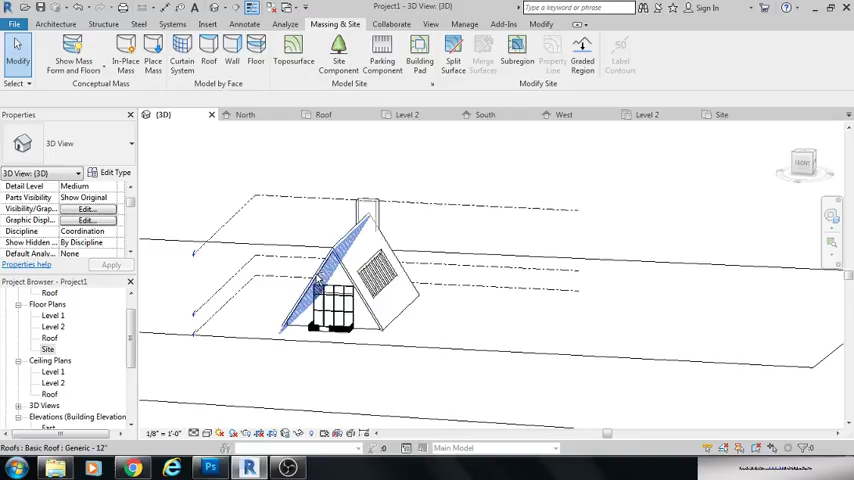 Project1 - 3D View: {3D}
Type a keyword or phrase
Sign In
File Architecture Structure Steel Systems Insert Annotate Analyze Massing & Site Collaborate View Manage Add-Ins Modify
Modify
Show Mass
Form and Floors
In-Place
Mass
Place
Mass
Curtain
System
Roof
Wall
Floor
Toposurface
Site
Component
Parking
Component
Building
Pad
Split
Surface
Merge
Surfaces
Subregion
Property
Line
Graded
Region
50
Label
Contours
Select
Conceptual Mass
Model by Face
Model Site
Modify Site
Properties
{3D}
North
Roof
Level 2
South
West
Level 2
Site
3D View
3D View: {3D}
Edit Type
Detail Level Medium
Parts Visibility Show Original
Visibility/Grap... Edit...
Graphic Displ... Edit...
Discipline Coordination
Show Hidden ... By Discipline
Default Analy... None
Properties help
Apply
FRONT
Project Browser - Project1
Roof
Floor Plans
Level 1
Level 2
Roof
Site
Ceiling Plans
Level 1
Level 2
Roof
3D Views
Elevations (Building Elevation
East
1/8" = 1'-0"
Roofs : Basic Roof : Generic - 12"
:0
Main Model
:0
Ps
R